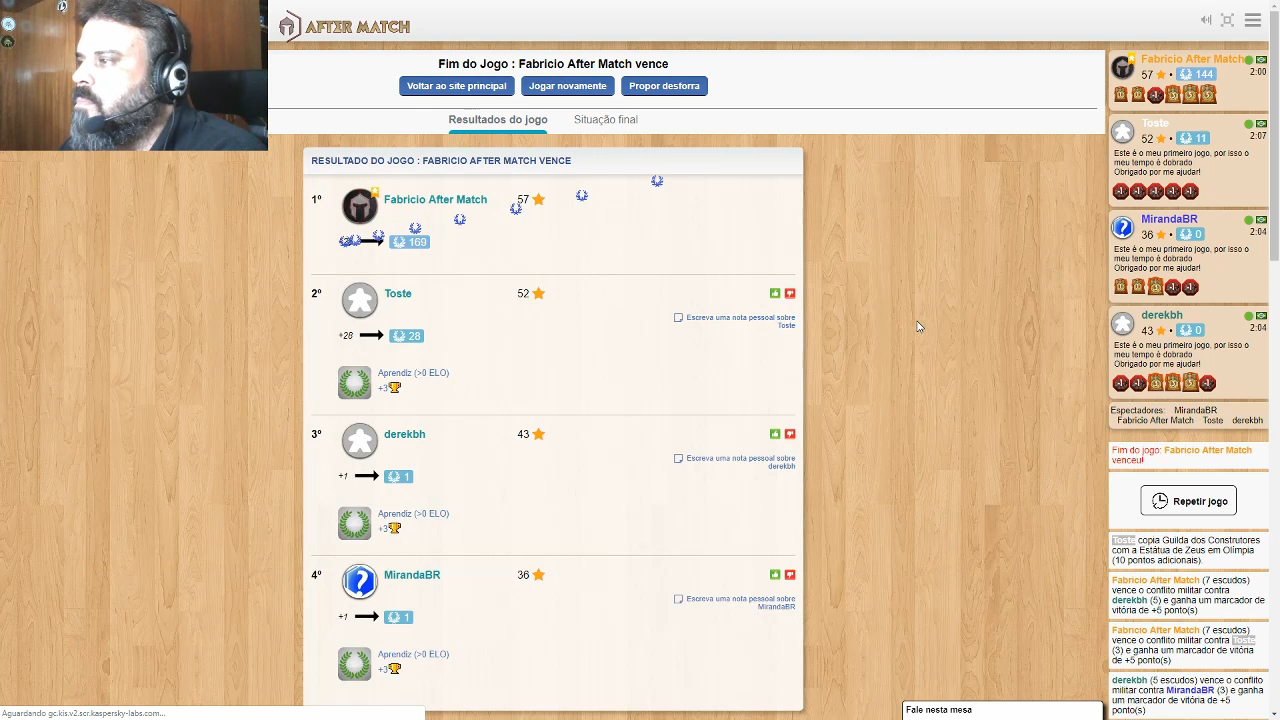 AFTER MATCH
Fim do Jogo : Fabricio After Match vence
Voltar ao site principal
Jogar novamente
Propor desforra
Resultados do jogo
Situação final
RESULTADO DO JOGO : FABRICIO AFTER MATCH VENCE
1º
Fabricio After Match
57
169
2º
Toste
52
Escreva uma nota pessoal sobre
Toste
+28
28
Aprendiz (>0 ELO)
+3
3º
derekbh
43
Escreva uma nota pessoal sobre
derekbh
+1
1
Aprendiz (>0 ELO)
+3
4º
MirandaBR
36
Escreva uma nota pessoal sobre
MirandaBR
+1
1
Aprendiz (>0 ELO)
+3
Aguardando gc.kis.v2.scr.kaspersky-labs.com...
Fabricio After Match
57 • 144
2:00
Toste
2:07
52 • 11
Este é o meu primeiro jogo, por isso o
meu tempo é dobrado
Obrigado por me ajudar!
MirandaBR
2:04
36 • 0
Este é o meu primeiro jogo, por isso o
meu tempo é dobrado
Obrigado por me ajudar!
derekbh
2:04
43 • 0
Este é o meu primeiro jogo, por isso o
meu tempo é dobrado
Obrigado por me ajudar!
Espectadores: MirandaBR
Fabricio After Match Toste derekbh
Fim do jogo: Fabricio After Match
venceu!
Repetir jogo
Toste copia Guilda dos Construtores
com a Estátua de Zeus em Olímpia
(10 pontos adicionais).
Fabricio After Match (7 escudos)
vence o conflito militar contra
derekbh (5) e ganha um marcador de
vitória de +5 ponto(s)
Fabricio After Match (7 escudos)
vence o conflito militar contra Toste
(3) e ganha um marcador de vitória
de +5 ponto(s)
derekbh (5 escudos) vence o conflito
militar contra MirandaBR (3) e ganha
um marcador de vitória de +5
ponto(s)
Fale nesta mesa